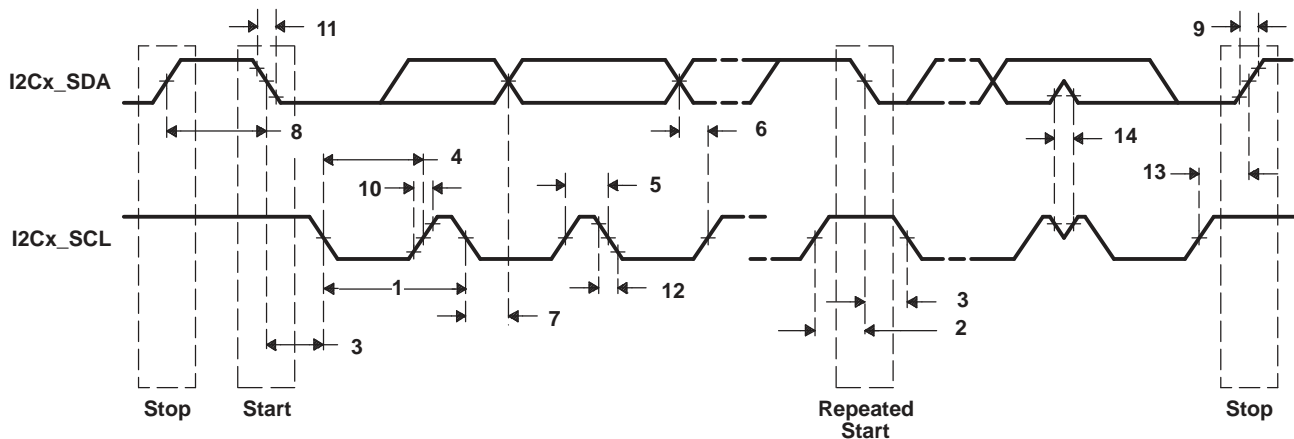 11
9
I2Cx_SDA
8
6
14
4
10
5
13
I2Cx_SCL
1
12
3
7
2
3
Stop
Start
Repeated
Start
Stop